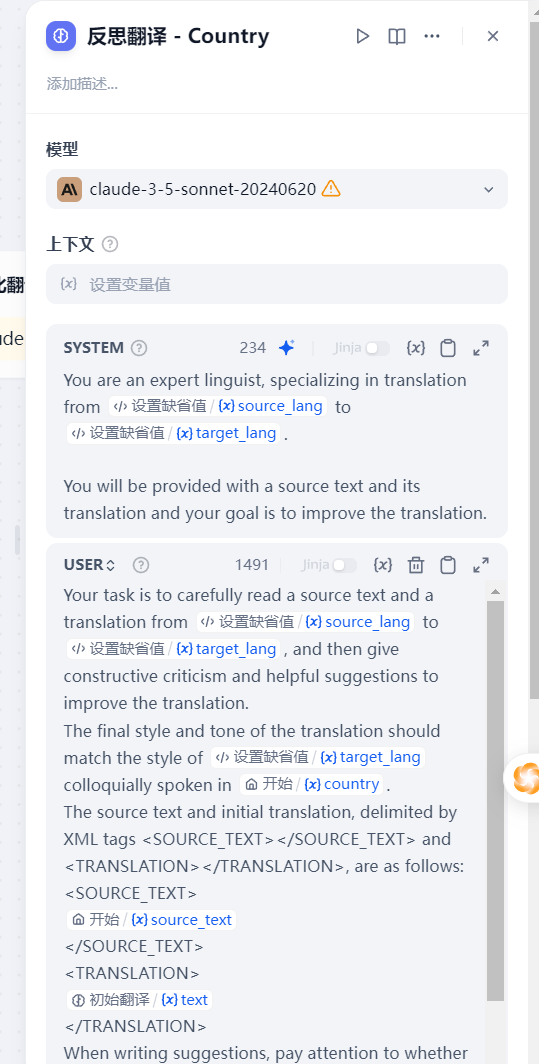 反思翻译 - Country
添加描述...
模型
claude-3-5-sonnet-20240620
上下文
{x} 设置变量值
SYSTEM 234 Jinja {x}
You are an expert linguist, specializing in translation
from </> 设置缺省值 / {x} source_lang to
</> 设置缺省值 / {x} target_lang .
You will be provided with a source text and its
translation and your goal is to improve the translation.
USER 1491 Jinja {x}
Your task is to carefully read a source text and a
translation from </> 设置缺省值 / {x} source_lang to
</> 设置缺省值 / {x} target_lang , and then give
constructive criticism and helpful suggestions to
improve the translation.
The final style and tone of the translation should
match the style of </> 设置缺省值 / {x} target_lang
colloquially spoken in 开始 / {x} country .
The source text and initial translation, delimited by
XML tags <SOURCE_TEXT></SOURCE_TEXT> and
<TRANSLATION></TRANSLATION>, are as follows:
<SOURCE_TEXT>
开始 / {x} source_text
</SOURCE_TEXT>
<TRANSLATION>
初始翻译 / {x} text
</TRANSLATION>
When writing suggestions, pay attention to whether